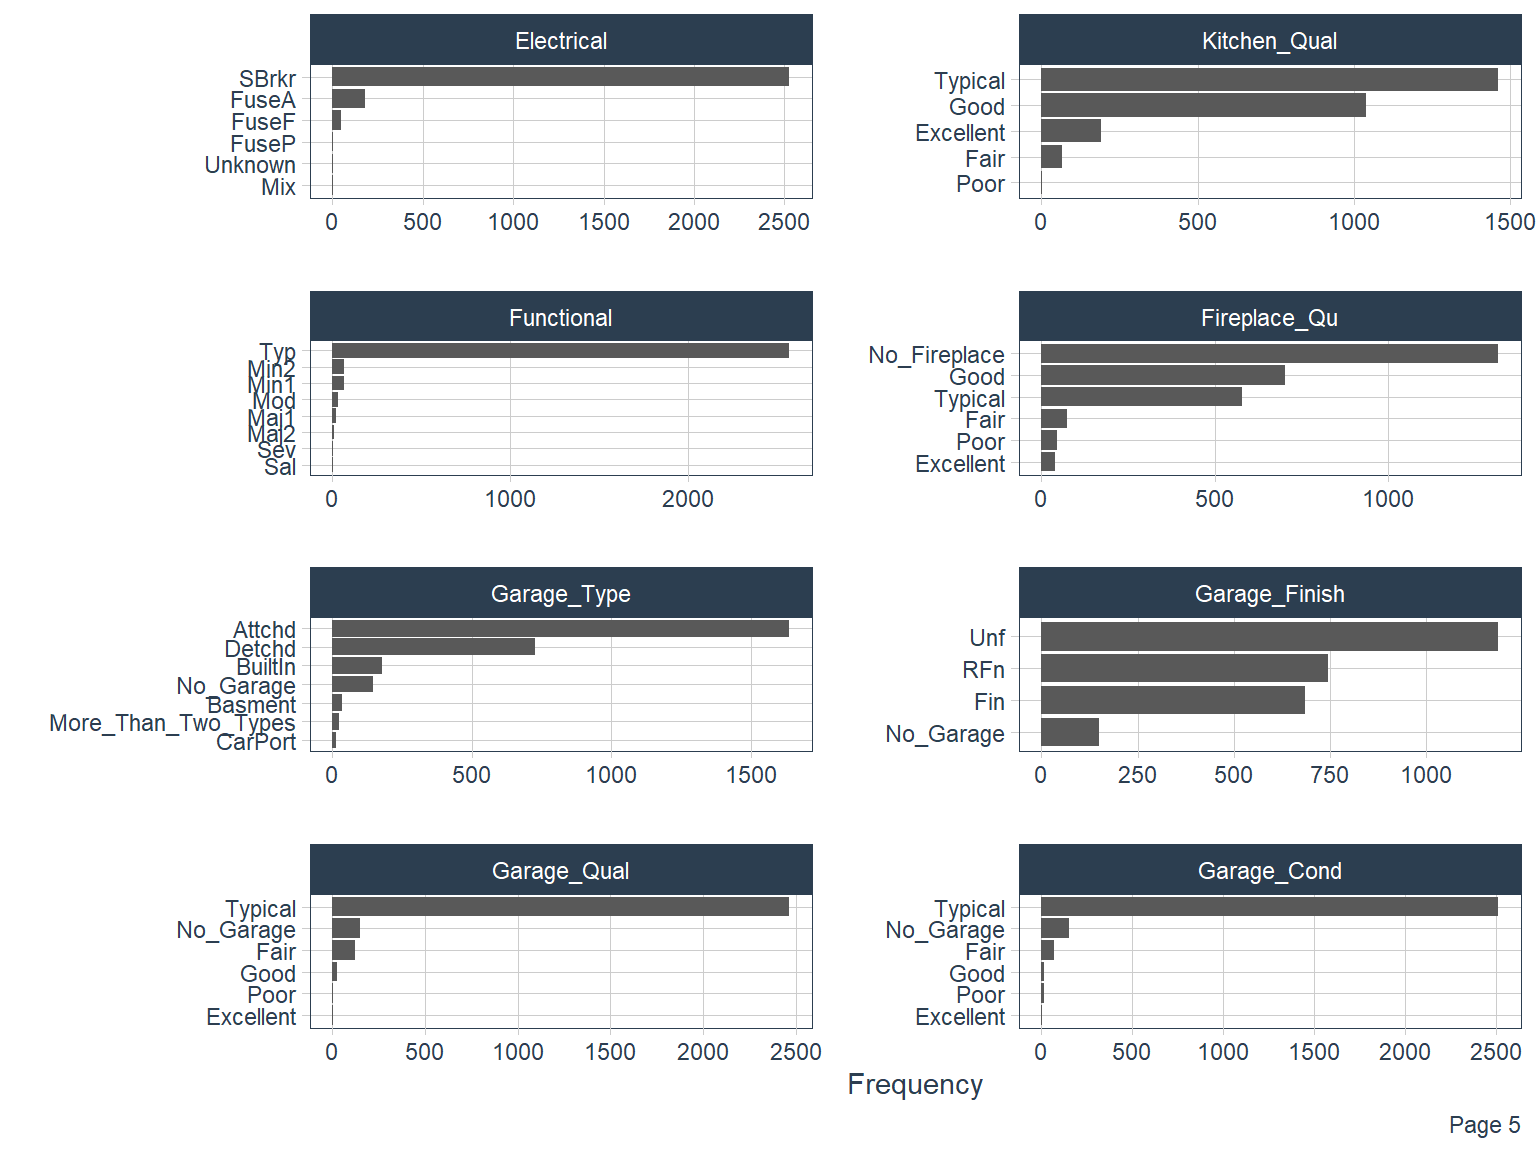 Electrical
SBrkr
FuseA
FuseF
FuseP
Unknown
Mix
0 500 1000 1500 2000 2500
Kitchen_Qual
Typical
Good
Excellent
Fair
Poor
0 500 1000 1500
Functional
Typ
Min2
Min1
Mod
Maj1
Maj2
Sev
Sal
0 1000 2000
Fireplace_Qu
No_Fireplace
Good
Typical
Fair
Poor
Excellent
0 500 1000
Garage_Type
Attchd
Detchd
BuiltIn
No_Garage
Basment
More_Than_Two_Types
CarPort
0 500 1000 1500
Garage_Finish
Unf
RFn
Fin
No_Garage
0 250 500 750 1000
Garage_Qual
Typical
No_Garage
Fair
Good
Poor
Excellent
0 500 1000 1500 2000 2500
Garage_Cond
Typical
No_Garage
Fair
Good
Poor
Excellent
0 500 1000 1500 2000 2500
Frequency
Page 5